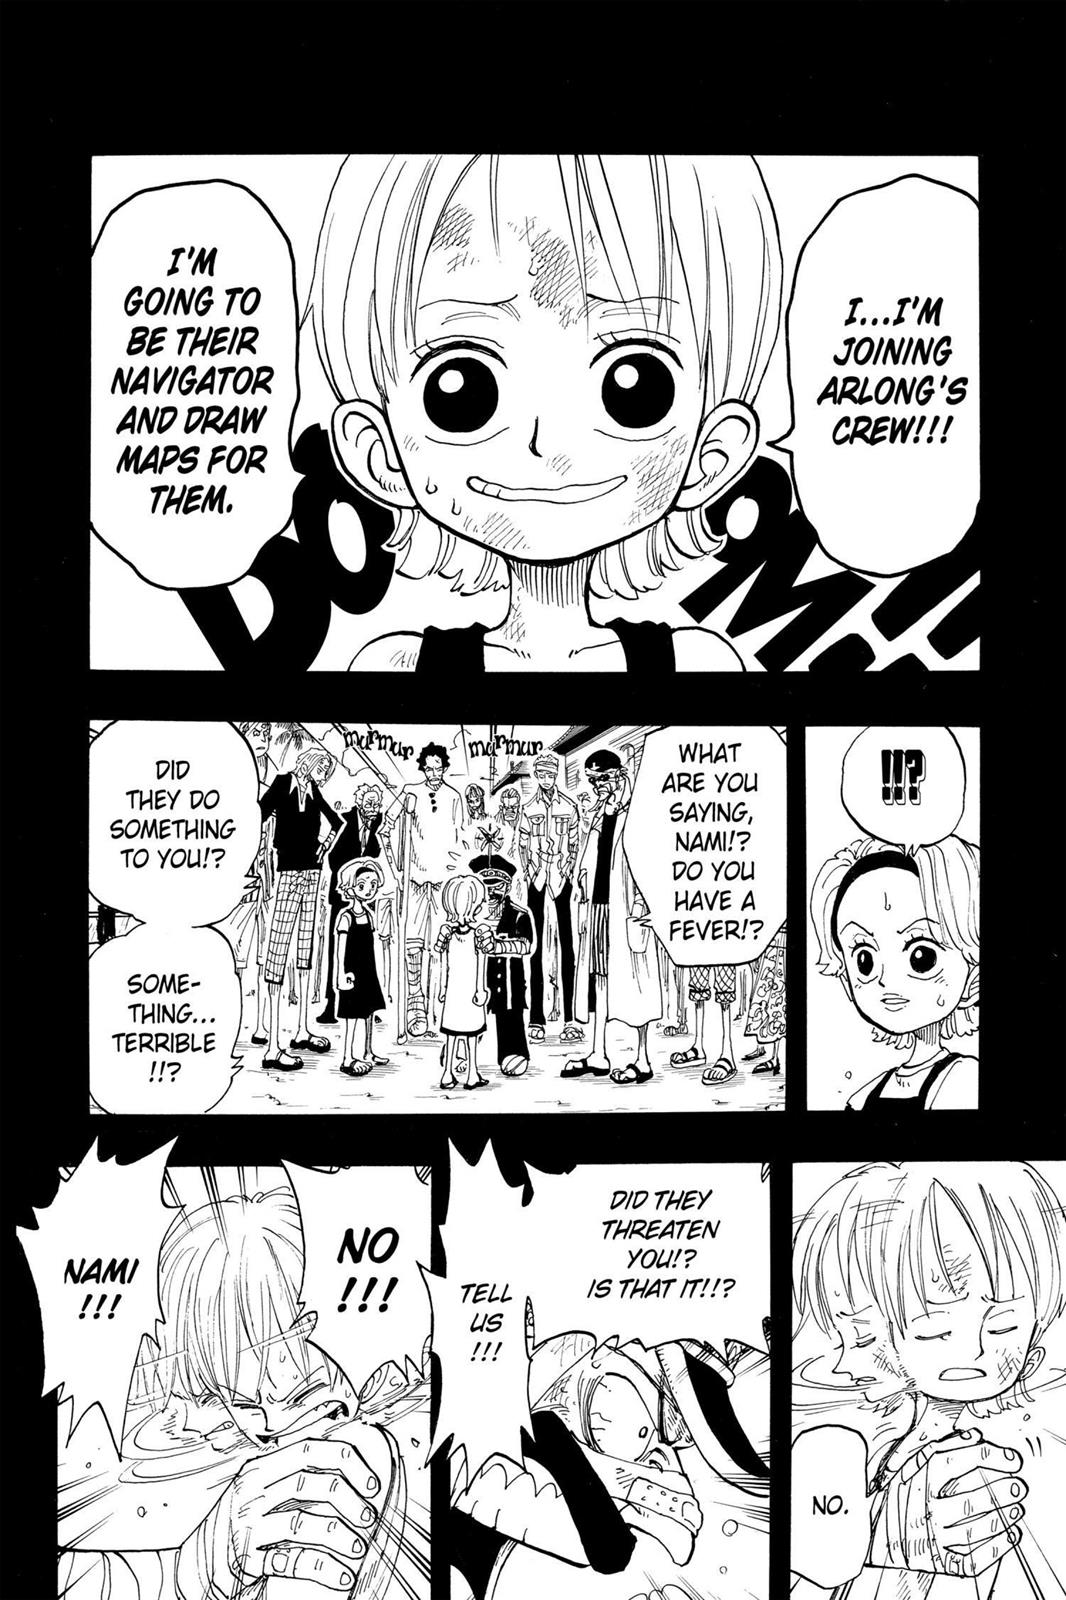 I...I'M
JOINING
ARLONG'S
CREW!!!
I'M
GOING TO
BE THEIR
NAVIGATOR
AND DRAW
MAPS FOR
THEM.
!!?
WHAT
ARE YOU
SAYING,
NAMI!?
DO YOU
HAVE A
FEVER!?
murmur
murmur
DID
THEY DO
SOMETHING
TO YOU!?
SOME-
THING...
TERRIBLE
!!?
NO.
DID THEY
THREATEN
YOU!?
IS THAT IT!!?
TELL
US
!!!
NO
!!!
NAMI
!!!